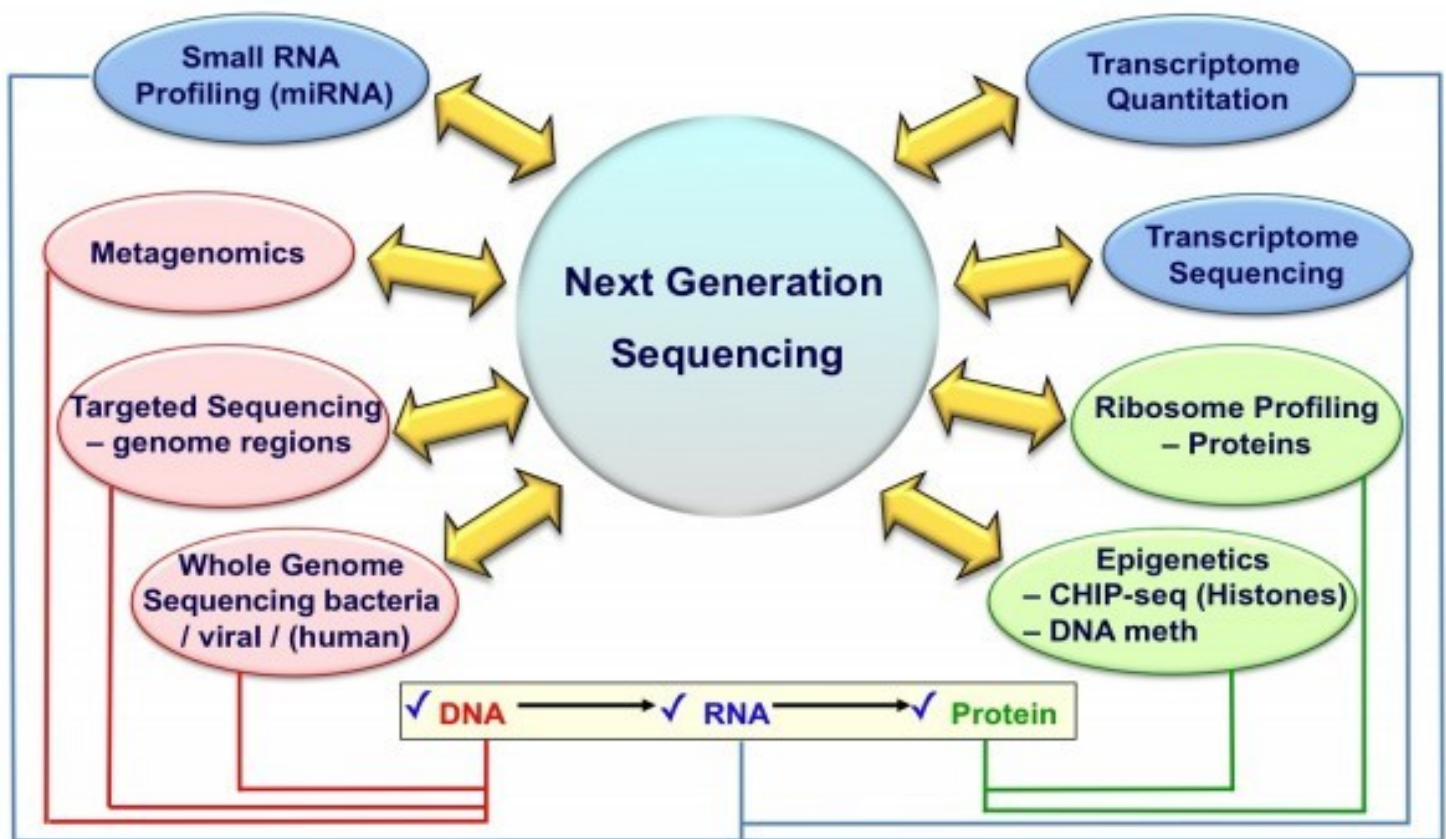 Small RNA
Profiling (miRNA)
Transcriptome
Quantitation
Metagenomics
Transcriptome
Sequencing
Next Generation
Sequencing
Targeted Sequencing
– genome regions
Ribosome Profiling
– Proteins
Whole Genome
Sequencing bacteria
/ viral / (human)
Epigenetics
– CHIP-seq (Histones)
– DNA meth
✓ DNA ✓ RNA ✓ Protein